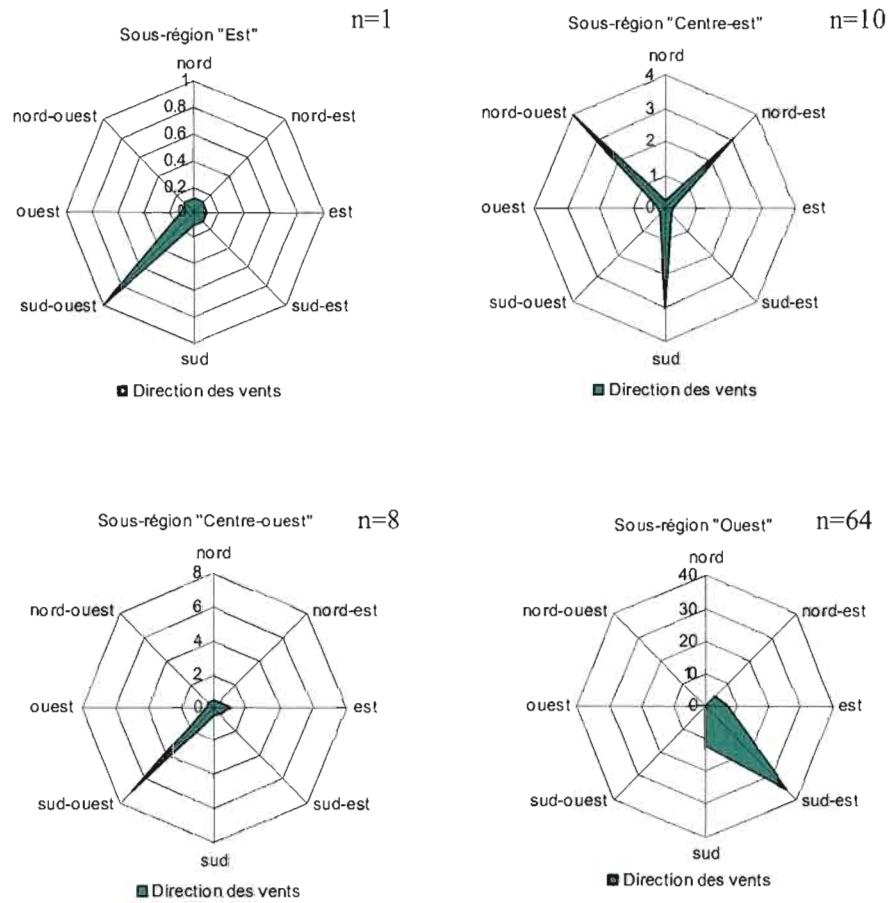 Sous-région "Est" n=1
nord
1
0.8
0.6
0.4
0.2
0
nord-ouest
nord-est
ouest
est
sud-ouest
sud-est
sud
Direction des vents
Sous-région "Centre-est" n=10
nord
4
3
2
1
0
nord-ouest
nord-est
ouest
est
sud-ouest
sud-est
sud
Direction des vents
Sous-région "Centre-ouest" n=8
nord
8
6
4
2
0
nord-ouest
nord-est
ouest
est
sud-ouest
sud-est
sud
Direction des vents
Sous-région "Ouest" n=64
nord
40
30
20
10
0
nord-ouest
nord-est
ouest
est
sud-ouest
sud-est
sud
Direction des vents